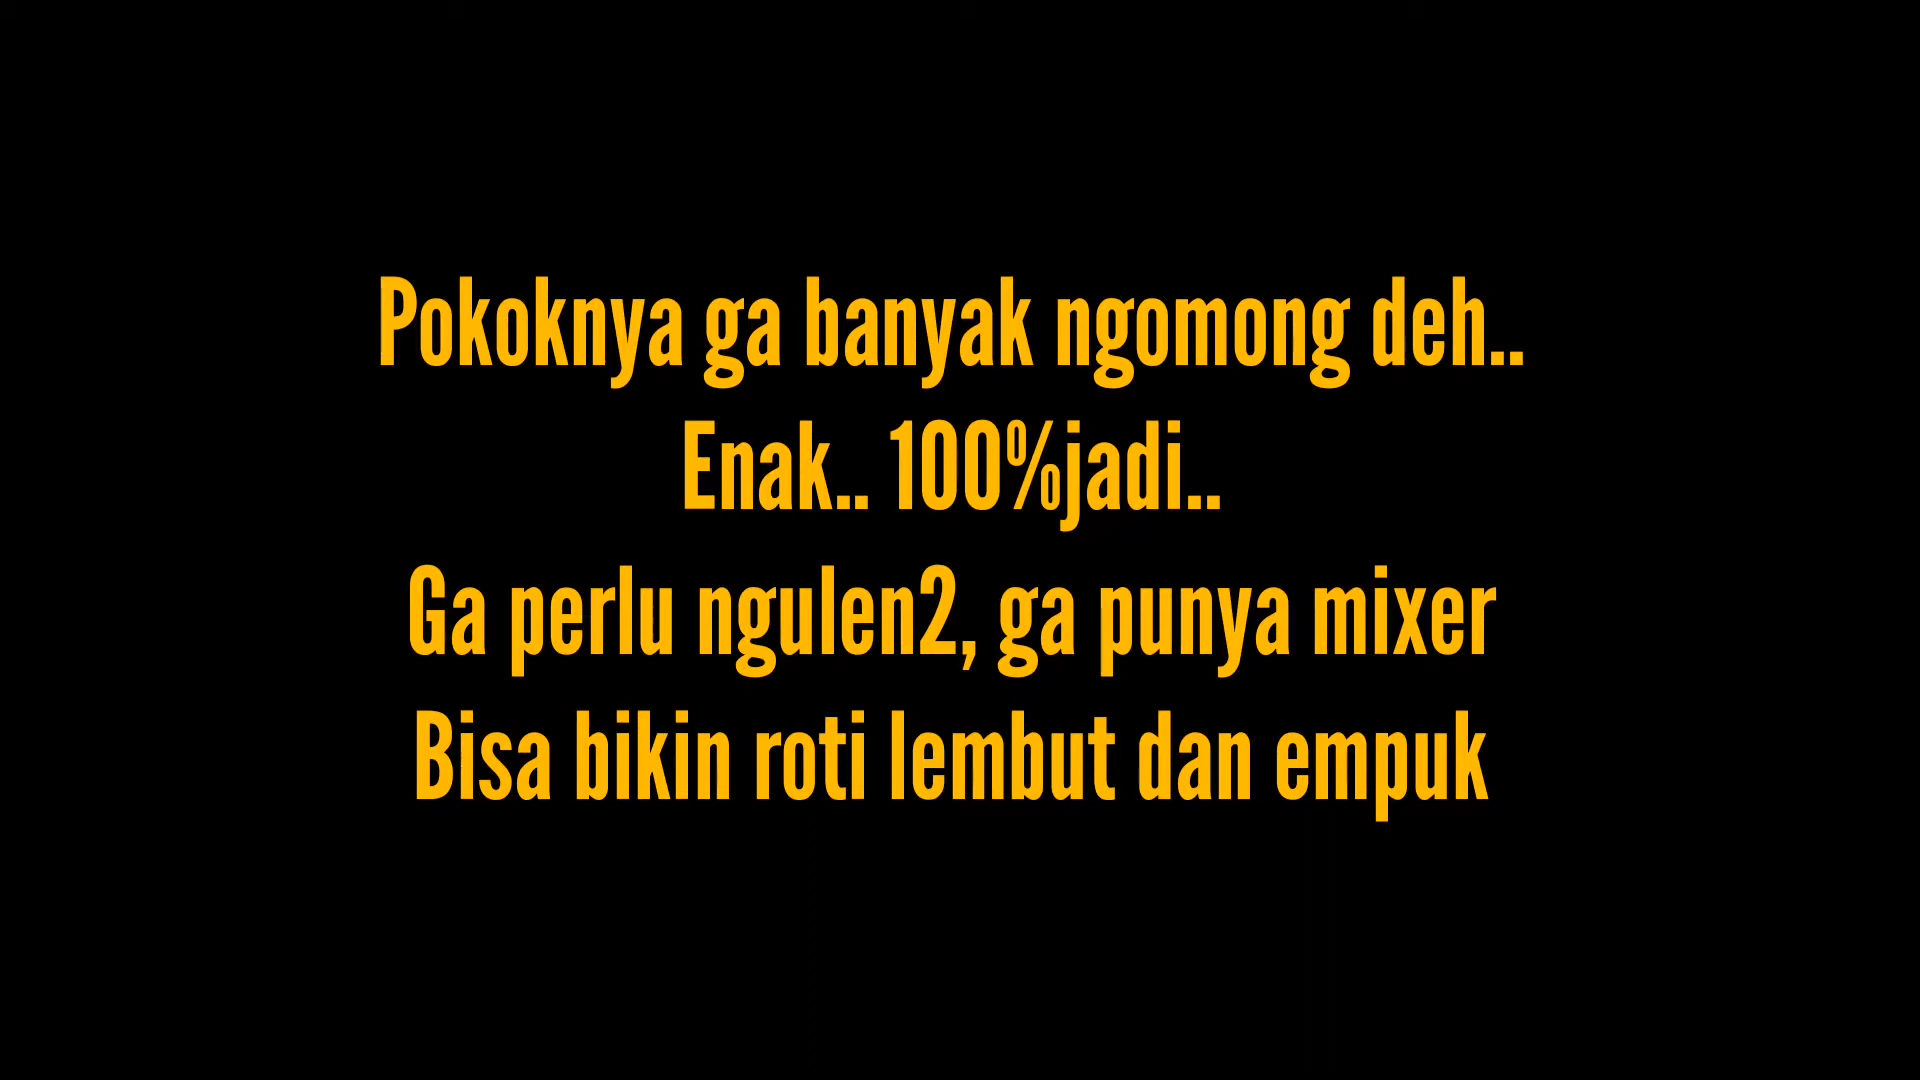 Pokoknya ga banyak ngomong deh..
Enak.. 100%jadi..
Ga perlu ngulen2, ga punya mixer
Bisa bikin roti lembut dan empuk